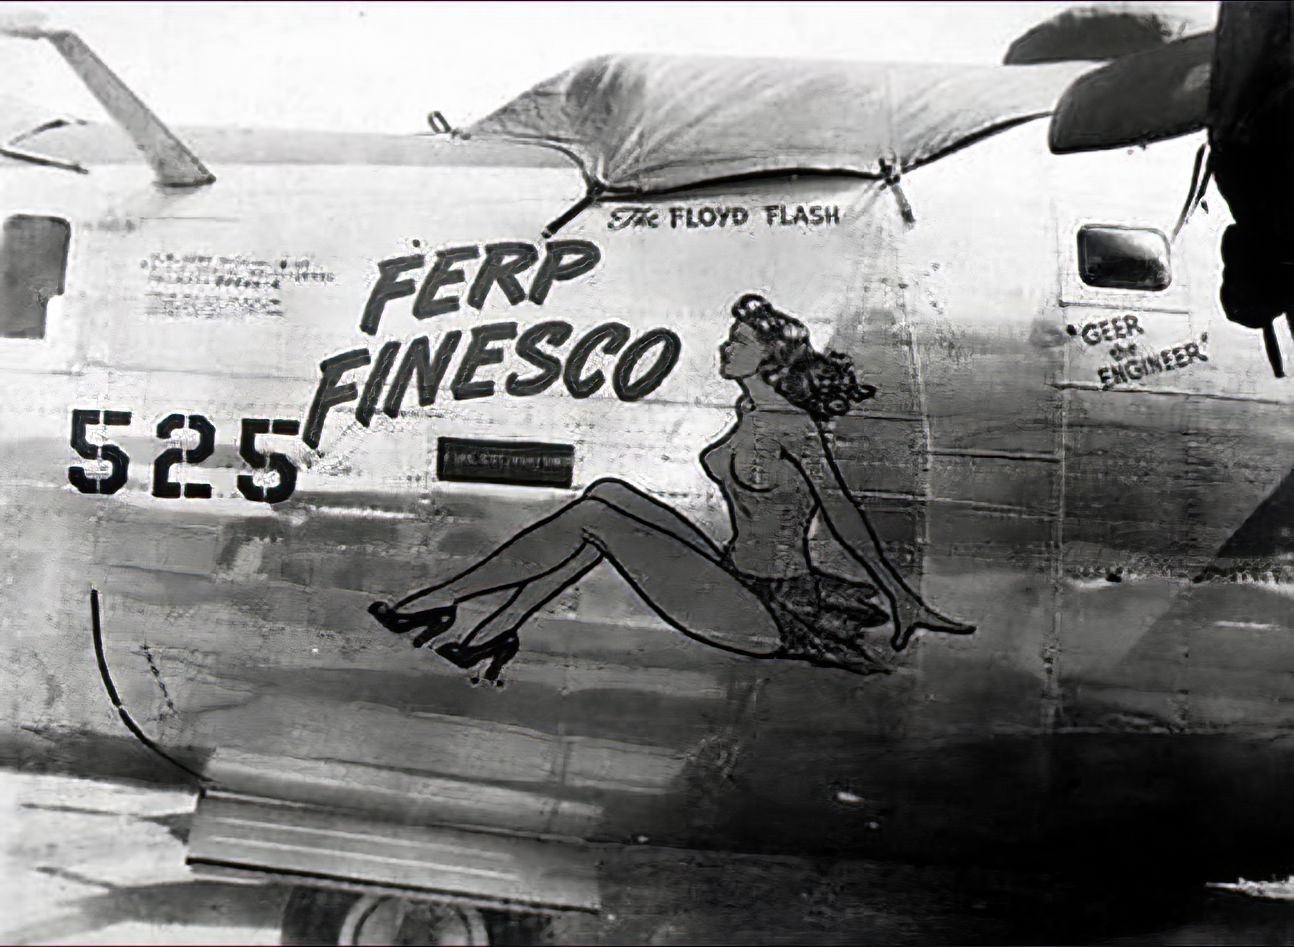 The FLOYD FLASH
FERP
FINESCO
"GEER
the
ENGINEER"
525